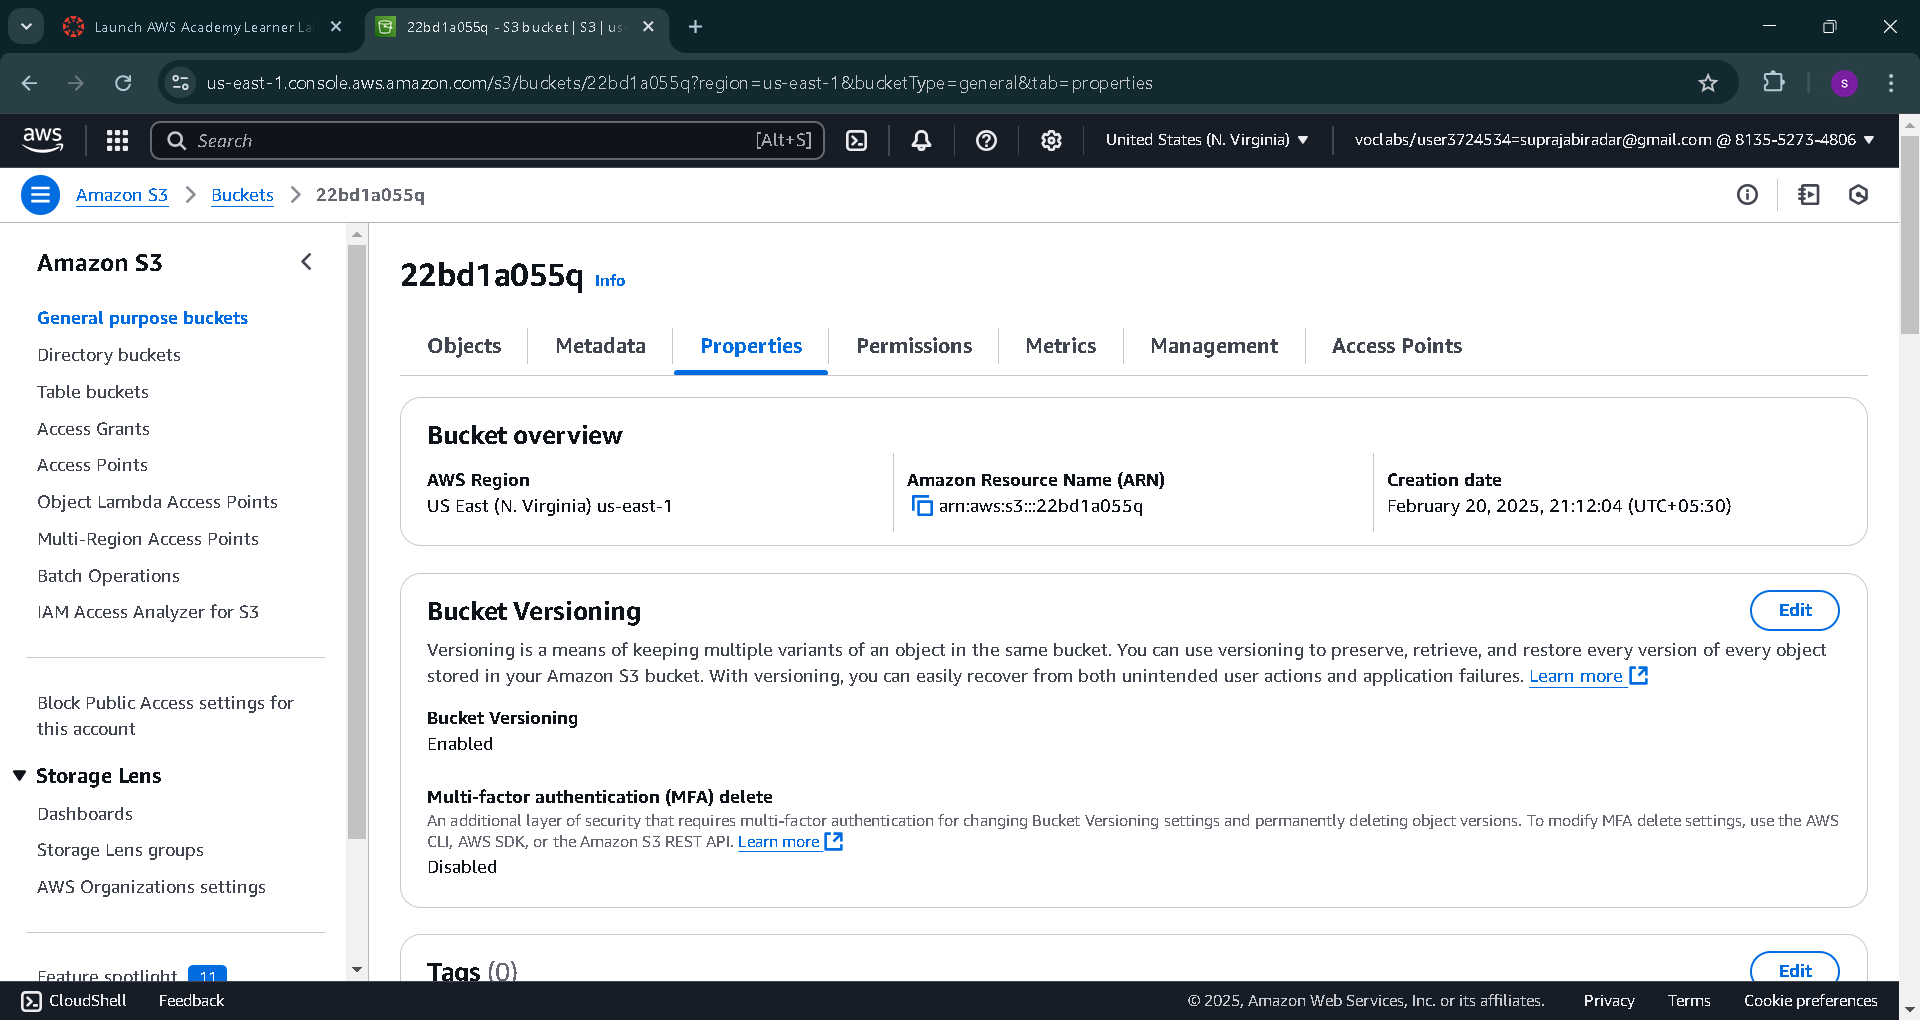 Launch AWS Academy Learner La
22bd1a055q - S3 bucket | S3 | us-
us-east-1.console.aws.amazon.com/s3/buckets/22bd1a055q?region=us-east-1&bucketType=general&tab=properties
S
aws
Search
[Alt+S]
United States (N. Virginia)
voclabs/user3724534=suprajabiradar@gmail.com @ 8135-5273-4806
Amazon S3
Buckets
22bd1a055q
Amazon S3
General purpose buckets
Directory buckets
Table buckets
Access Grants
Access Points
Object Lambda Access Points
Multi-Region Access Points
Batch Operations
IAM Access Analyzer for S3
Block Public Access settings for
this account
Storage Lens
Dashboards
Storage Lens groups
AWS Organizations settings
Feature spotlight 11
22bd1a055q Info
Objects
Metadata
Properties
Permissions
Metrics
Management
Access Points
Bucket overview
AWS Region
US East (N. Virginia) us-east-1
Amazon Resource Name (ARN)
arn:aws:s3:::22bd1a055q
Creation date
February 20, 2025, 21:12:04 (UTC+05:30)
Bucket Versioning
Edit
Versioning is a means of keeping multiple variants of an object in the same bucket. You can use versioning to preserve, retrieve, and restore every version of every object
stored in your Amazon S3 bucket. With versioning, you can easily recover from both unintended user actions and application failures. Learn more
Bucket Versioning
Enabled
Multi-factor authentication (MFA) delete
An additional layer of security that requires multi-factor authentication for changing Bucket Versioning settings and permanently deleting object versions. To modify MFA delete settings, use the AWS
CLI, AWS SDK, or the Amazon S3 REST API. Learn more
Disabled
Tags (0)
Edit
CloudShell
Feedback
© 2025, Amazon Web Services, Inc. or its affiliates.
Privacy
Terms
Cookie preferences